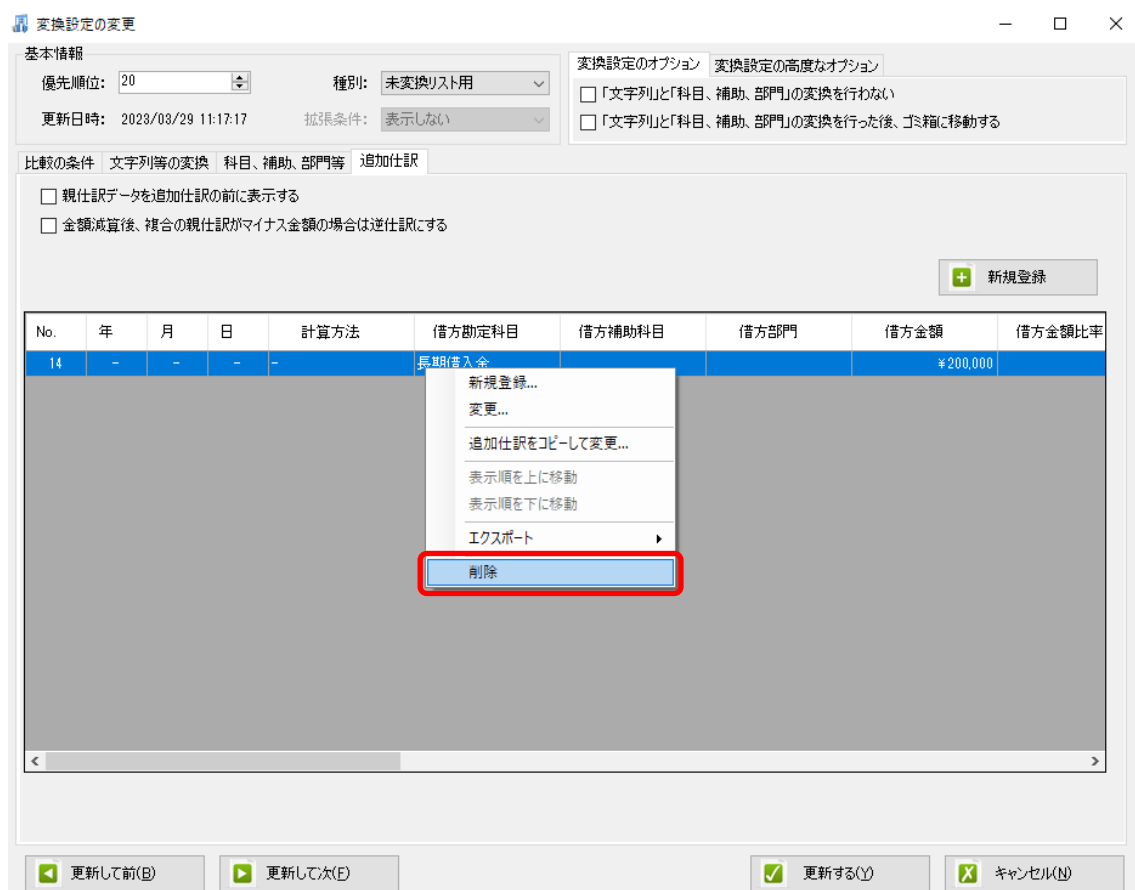 変換設定の変更
基本情報
優先順位: 20 種別: 未変換リスト用
更新日時: 2023/03/29 11:17:17 拡張条件: 表示しない
変換設定のオプション 変換設定の高度なオプション
「文字列」と「科目、補助、部門」の変換を行わない
「文字列」と「科目、補助、部門」の変換を行った後、ゴミ箱に移動する
比較の条件 文字列等の変換 科目、補助、部門等 追加仕訳
親仕訳データを追加仕訳の前に表示する
金額減算後、複合の親仕訳がマイナス金額の場合は逆仕訳にする
新規登録
No. 年 月 日 計算方法 借方勘定科目 借方補助科目 借方部門 借方金額 借方金額比率
14 - - - - 長期借入金 ¥200,000
新規登録...
変更...
追加仕訳をコピーして変更...
表示順を上に移動
表示順を下に移動
エクスポート
削除
更新して前(B) 更新して次(F) 更新する(Y) キャンセル(N)